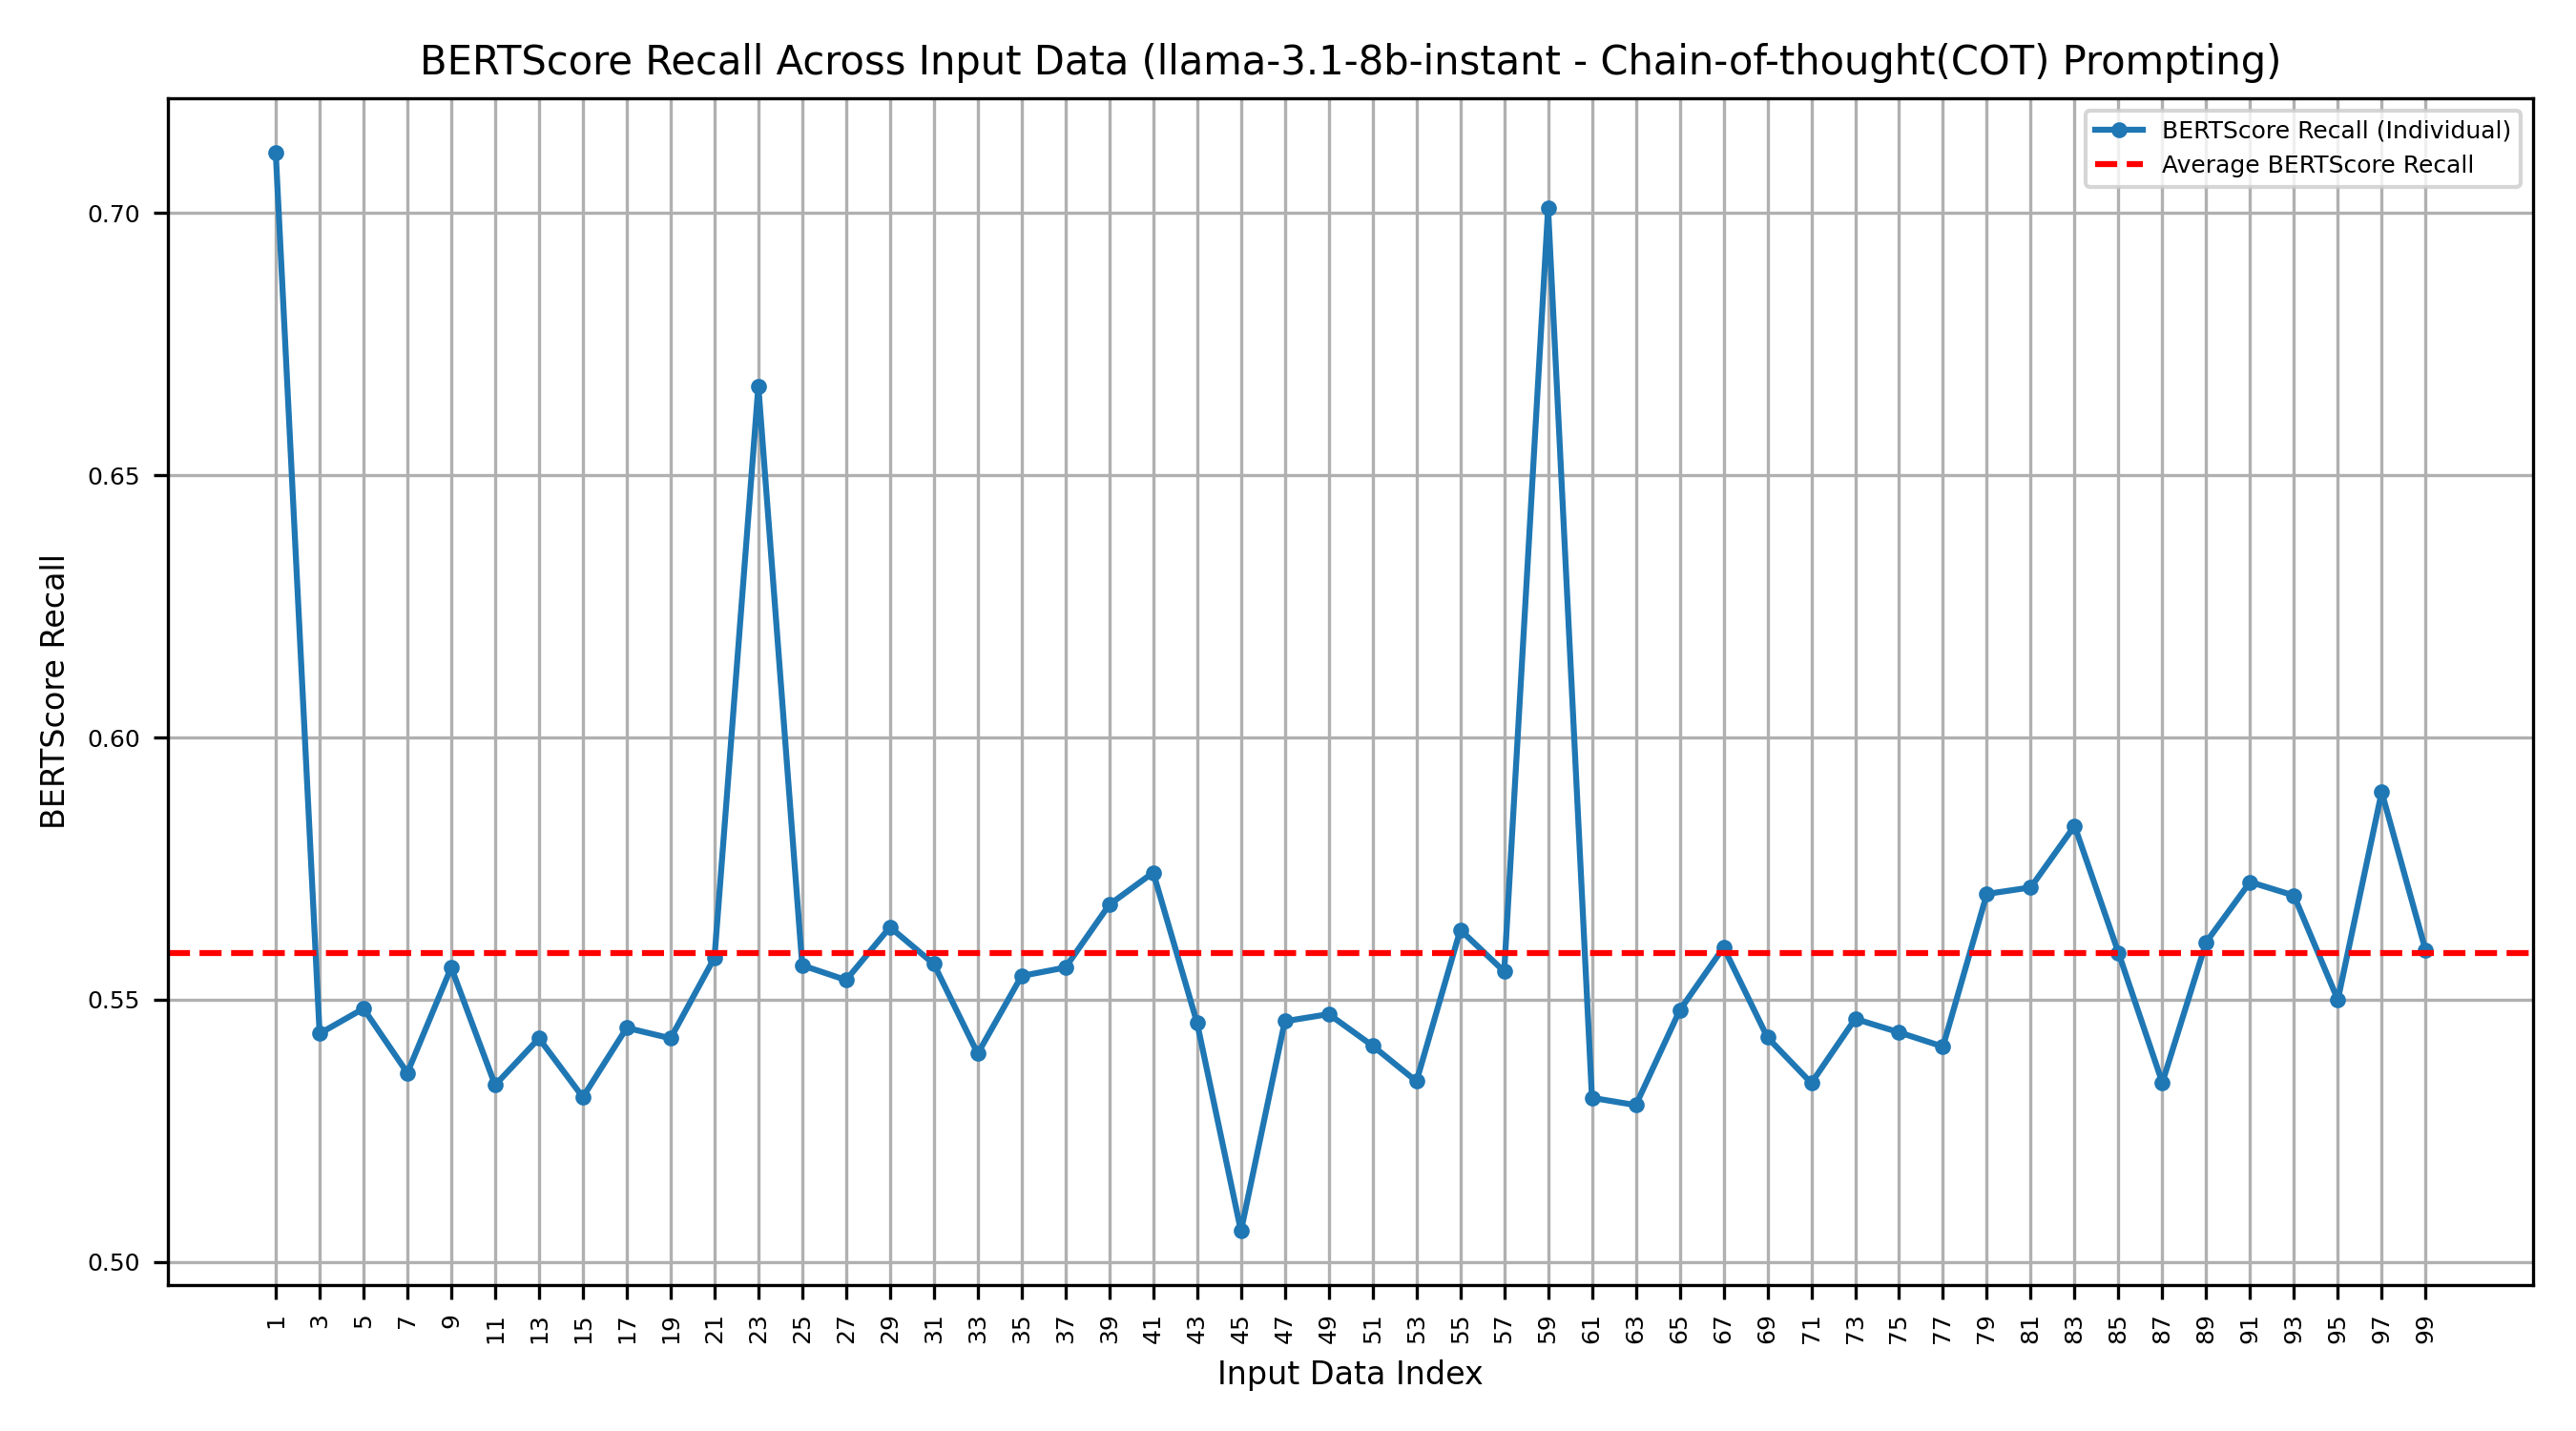 BERTScore Recall Across Input Data (llama-3.1-8b-instant - Chain-of-thought(COT) Prompting)
BERTScore Recall (Individual)
Average BERTScore Recall
0.70
0.65
0.60
0.55
0.50
BERTScore Recall
1 3 5 7 9 11 13 15 17 19 21 23 25 27 29 31 33 35 37 39 41 43 45 47 49 51 53 55 57 59 61 63 65 67 69 71 73 75 77 79 81 83 85 87 89 91 93 95 97 99
Input Data Index